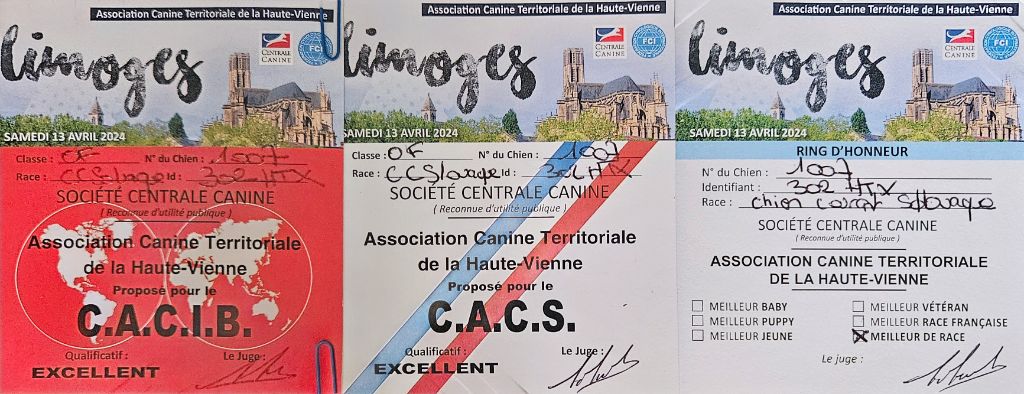 Association Canine Territoriale de la Haute-Vienne
limoges
CENTRALE
CANINE
FCI
SAMEDI 13 AVRIL 2024
Classe : OF N° du Chien : 1007
Race : CCSlovaque Id : 302 HTX
SOCIÉTÉ CENTRALE CANINE
( Reconnue d'utilité publique )
Association Canine Territoriale
de la Haute-Vienne
Proposé pour le
C.A.C.I.B.
Qualificatif : Le Juge :
EXCELLENT
Association Canine Territoriale de la Haute-Vienne
limoges
CENTRALE
CANINE
FCI
SAMEDI 13 AVRIL 2024
Classe : OF N° du Chien : 1007
Race : CCSlovaque Id : 302 HTX
SOCIÉTÉ CENTRALE CANINE
( Reconnue d'utilité publique )
Association Canine Territoriale
de la Haute-Vienne
Proposé pour le
C.A.C.S.
Qualificatif : Le Juge :
EXCELLENT
Association Canine Territoriale de la Haute-Vienne
limoges
CENTRALE
CANINE
FCI
SAMEDI 13 AVRIL 2024
RING D'HONNEUR
N° du Chien : 1007
Identifiant : 302 HTX
Race : Chien courant Slovaque
SOCIÉTÉ CENTRALE CANINE
( Reconnue d'utilité publique )
ASSOCIATION CANINE TERRITORIALE
DE LA HAUTE-VIENNE
MEILLEUR BABY MEILLEUR VÉTÉRAN
MEILLEUR PUPPY MEILLEUR RACE FRANÇAISE
MEILLEUR JEUNE MEILLEUR DE RACE
Le juge :